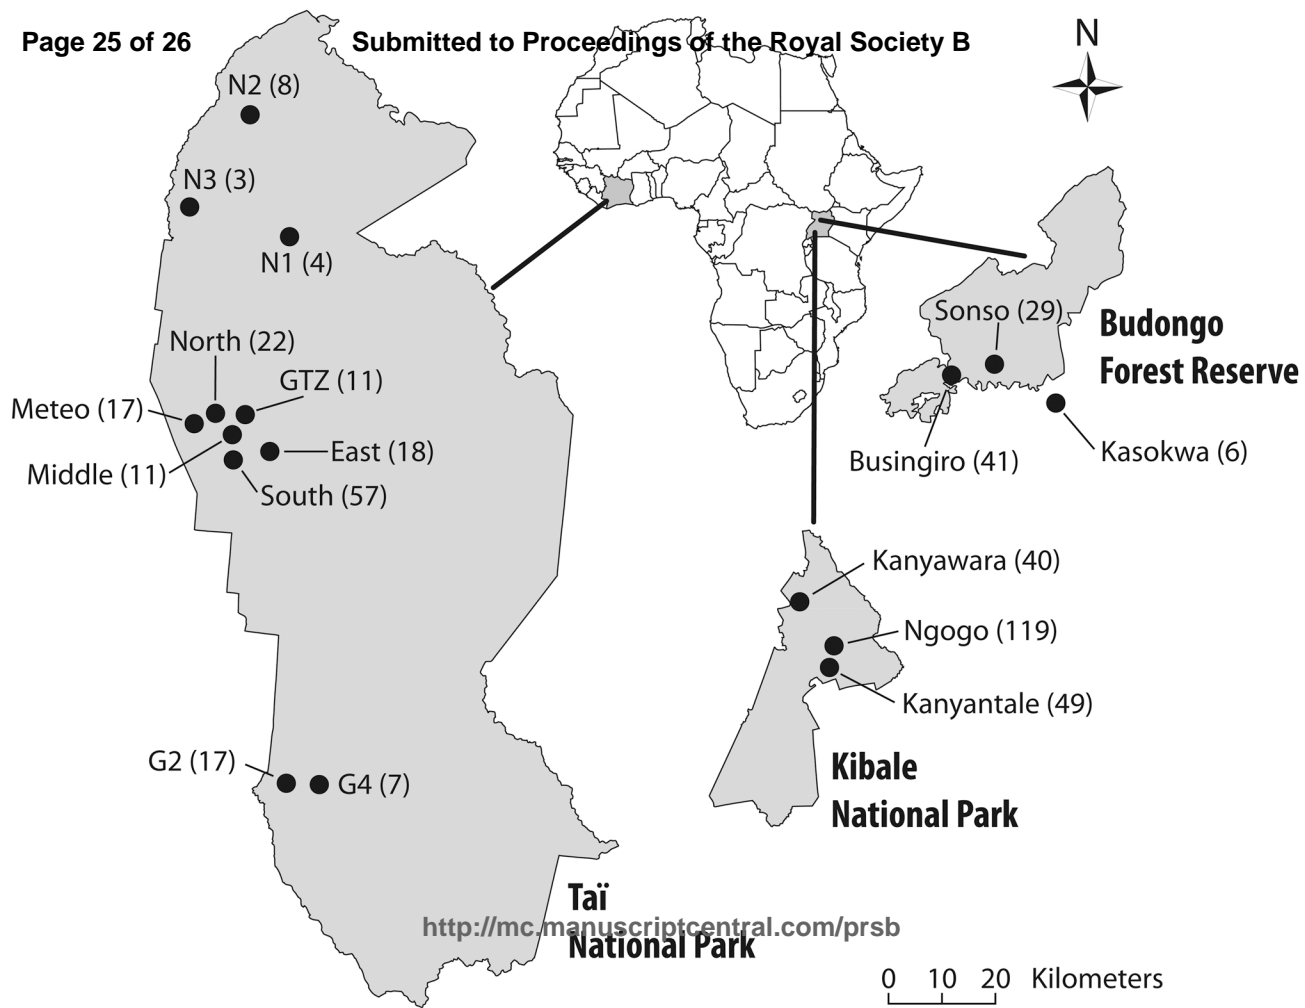 Page 25 of 26
Submitted to Proceedings of the Royal Society B
N
N2 (8)
N3 (3)
N1 (4)
North (22)
GTZ (11)
Meteo (17)
East (18)
Middle (11)
South (57)
G2 (17)
G4 (7)
Taï
National Park
Sonso (29)
Budongo
Forest Reserve
Busingiro (41)
Kasokwa (6)
Kanyawara (40)
Ngogo (119)
Kanyantale (49)
Kibale
National Park
http://mc.manuscriptcentral.com/prsb
0 10 20 Kilometers